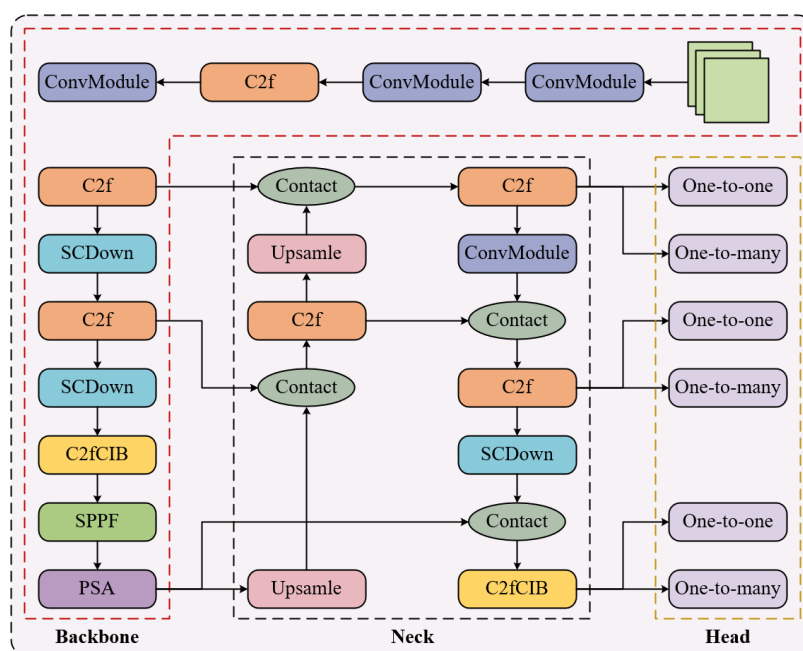 ConvModule C2f ConvModule ConvModule
C2f Contact C2f One-to-one
SCDown Upsamle ConvModule One-to-many
C2f C2f Contact One-to-one
SCDown Contact C2f One-to-many
C2fCIB SCDown
SPPF Contact One-to-one
PSA Upsamle C2fCIB One-to-many
Backbone Neck Head